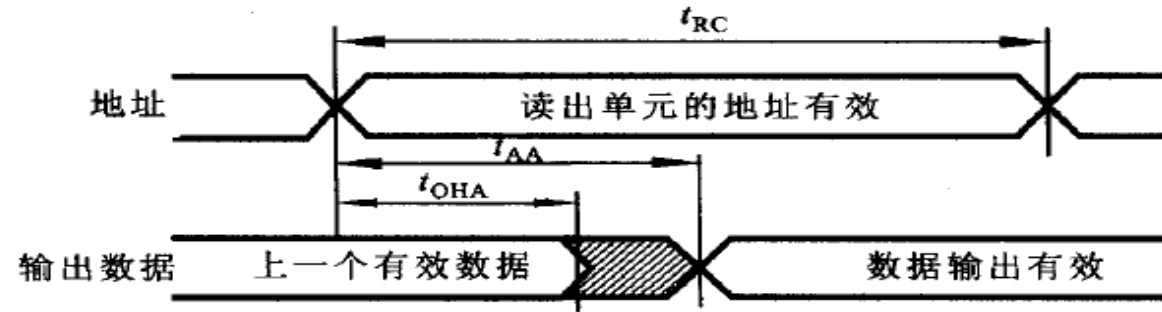 tRC
地址
读出单元的地址有效
tAA
tOHA
输出数据
上一个有效数据
数据输出有效